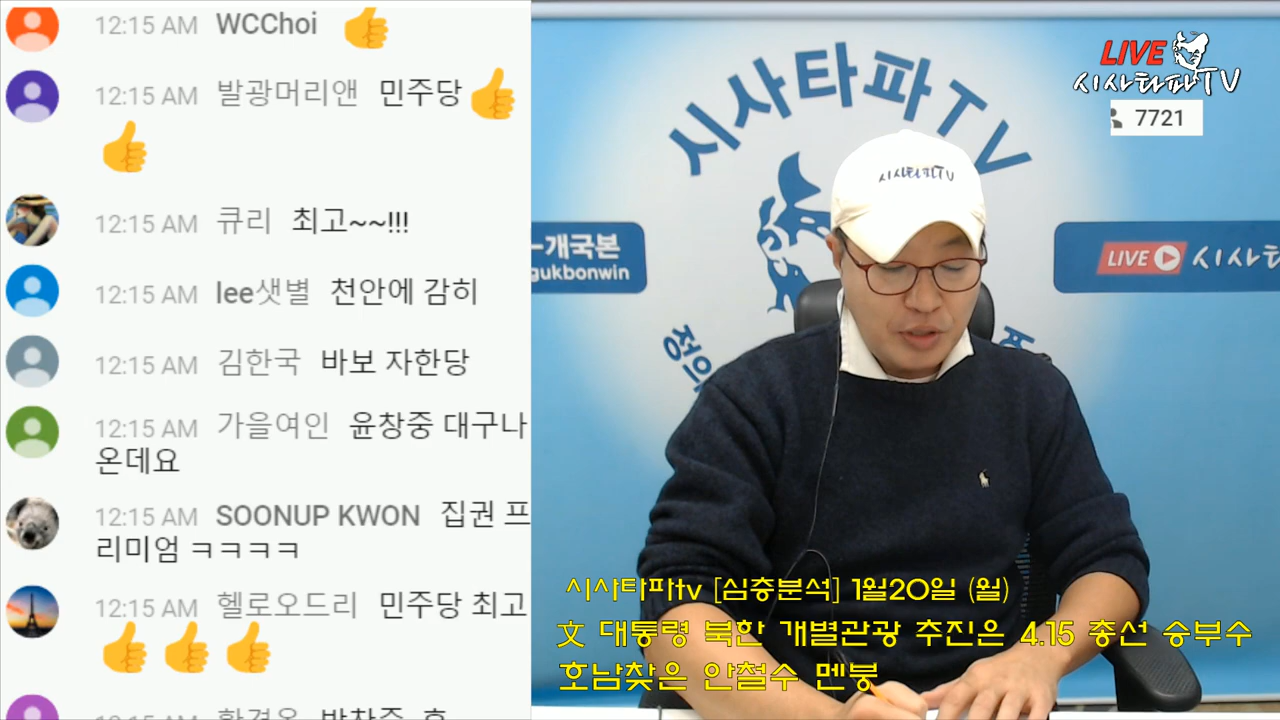 12:15 AM WCChoi 👍
12:15 AM 발광머리앤 민주당👍
👍
12:15 AM 큐리 최고~~!!!
12:15 AM lee샛별 천안에 감히
12:15 AM 김한국 바보 자한당
12:15 AM 가을여인 윤창중 대구나
온데요
12:15 AM SOONUP KWON 집권 프
리미엄 ㅋㅋㅋㅋ
12:15 AM 헬로오드리 민주당 최고
👍👍👍
LIVE
시사타파TV
7721
시사타파TV
시사타파TV
개국본
gukbonwin
LIVE 시사타
정의
시사타파tv [심층분석] 1월20일 (월)
文 대통령 북한 개별관광 추진은 4.15 총선 승부수
호남찾은 안철수 멘붕